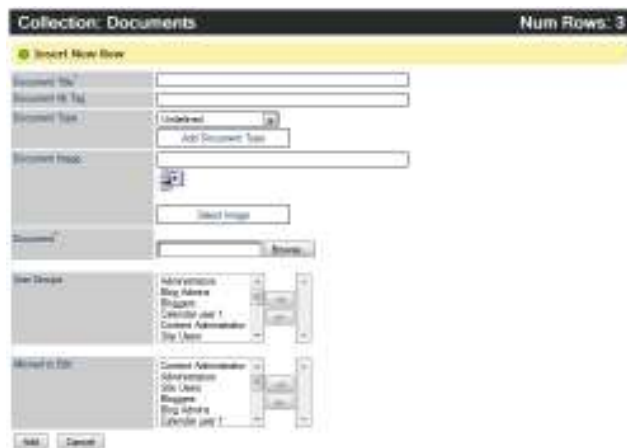 Collection: Documents Num Rows: 3
Insert New Row
Document Title*
Document Alt Tag
Document Type
Undefined
Add Document Type
Document Image
Select Image
Document*
Browse...
User Groups
Administrators
Blog Admins
Bloggers
Calendar user 1
Content Administrator
Site Users
Allowed to Edit
Content Administrator
Administrators
Site Users
Bloggers
Blog Admins
Calendar user 1
Add Cancel